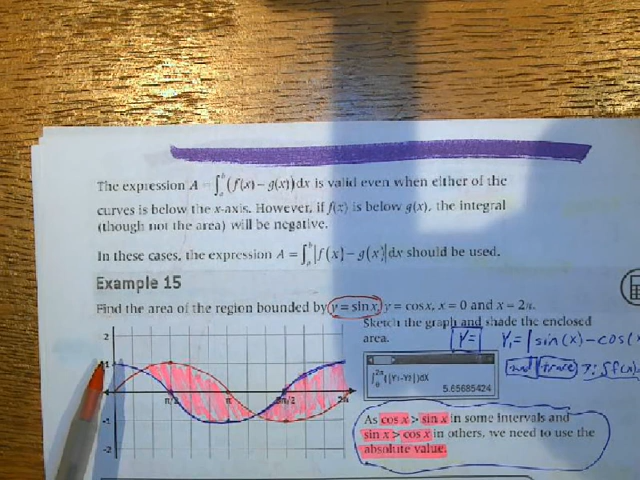 The expression A = ∫ₐᵇ (f(x) − g(x))dx is valid even when either of the
curves is below the x-axis. However, if f(x) is below g(x), the integral
(though not the area) will be negative.
In these cases, the expression A = ∫ₐᵇ |f(x) − g(x)|dx should be used.
Example 15
Find the area of the region bounded by y = sin x, y = cos x, x = 0 and x = 2π.
Sketch the graph and shade the enclosed
area.
Y=
Y₁ = | sin(x) − cos(x
7: ∫f(x)
2
1
-1
-2
π/2
π
3π/2
2π
∫₀²π (|Y1-Y2|)dX
5.65685424
As cos x > sin x in some intervals and
sin x > cos x in others, we need to use the
absolute value.